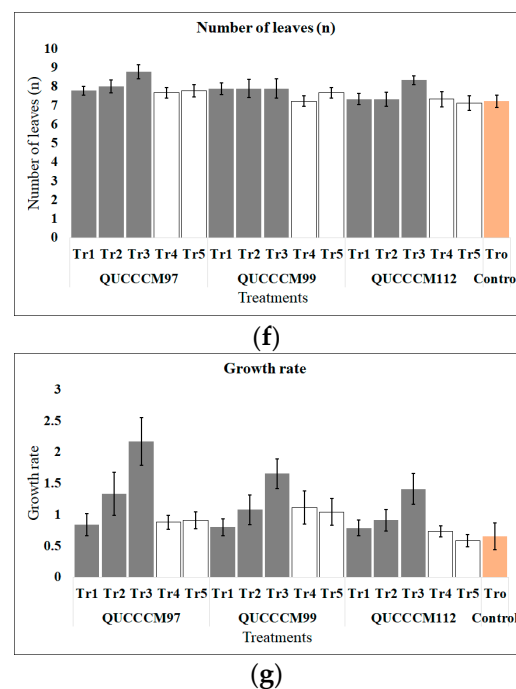 Number of leaves (n)
Number of leaves (n)
10
9
8
7
6
5
4
3
2
1
0
Tr1 Tr2 Tr3 Tr4 Tr5 Tr1 Tr2 Tr3 Tr4 Tr5 Tr1 Tr2 Tr3 Tr4 Tr5 Tro
QUCCCM97 QUCCCM99 QUCCCM112 Control
Treatments
(f)
Growth rate
Growth rate
3
2.5
2
1.5
1
0.5
0
Tr1 Tr2 Tr3 Tr4 Tr5 Tr1 Tr2 Tr3 Tr4 Tr5 Tr1 Tr2 Tr3 Tr4 Tr5 Tro
QUCCCM97 QUCCCM99 QUCCCM112 Control
Treatments
(g)